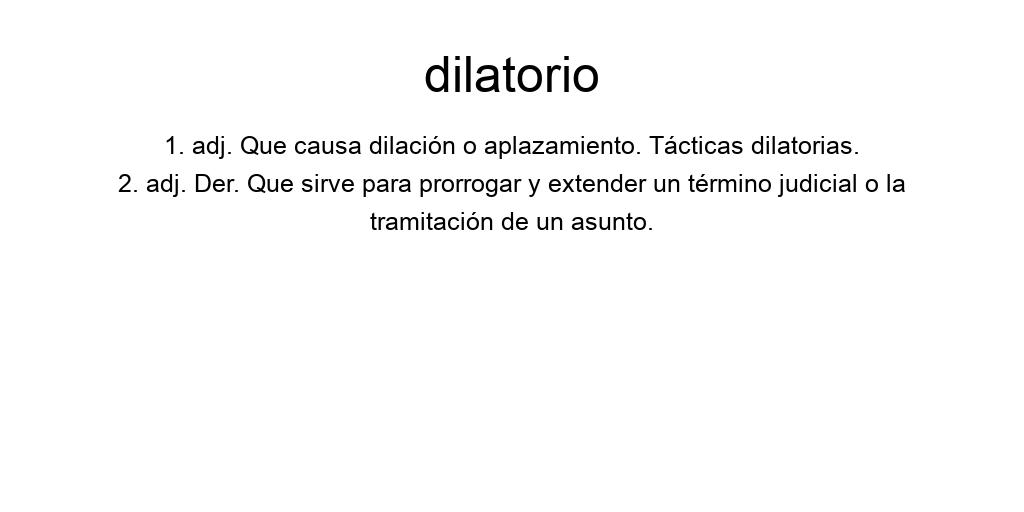 dilatorio
1. adj. Que causa dilación o aplazamiento. Tácticas dilatorias.
2. adj. Der. Que sirve para prorrogar y extender un término judicial o la
tramitación de un asunto.